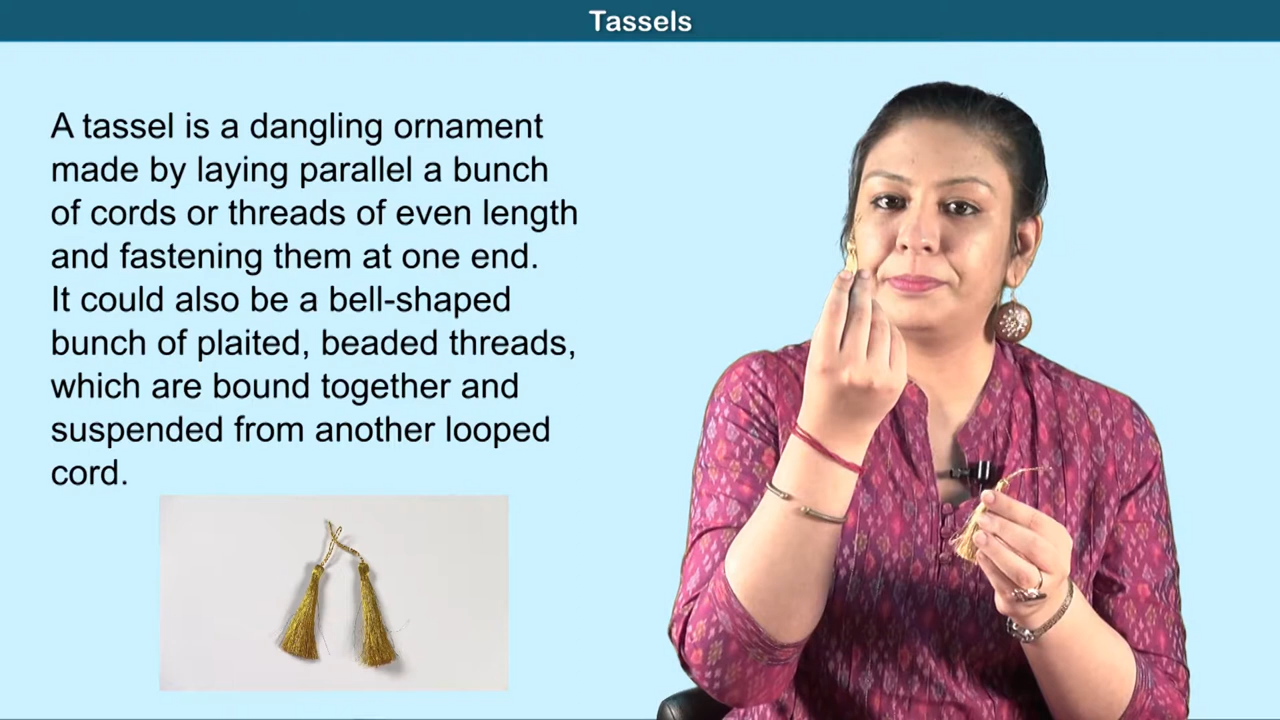 Tassels
A tassel is a dangling ornament
made by laying parallel a bunch
of cords or threads of even length
and fastening them at one end.
It could also be a bell-shaped
bunch of plaited, beaded threads,
which are bound together and
suspended from another looped
cord.